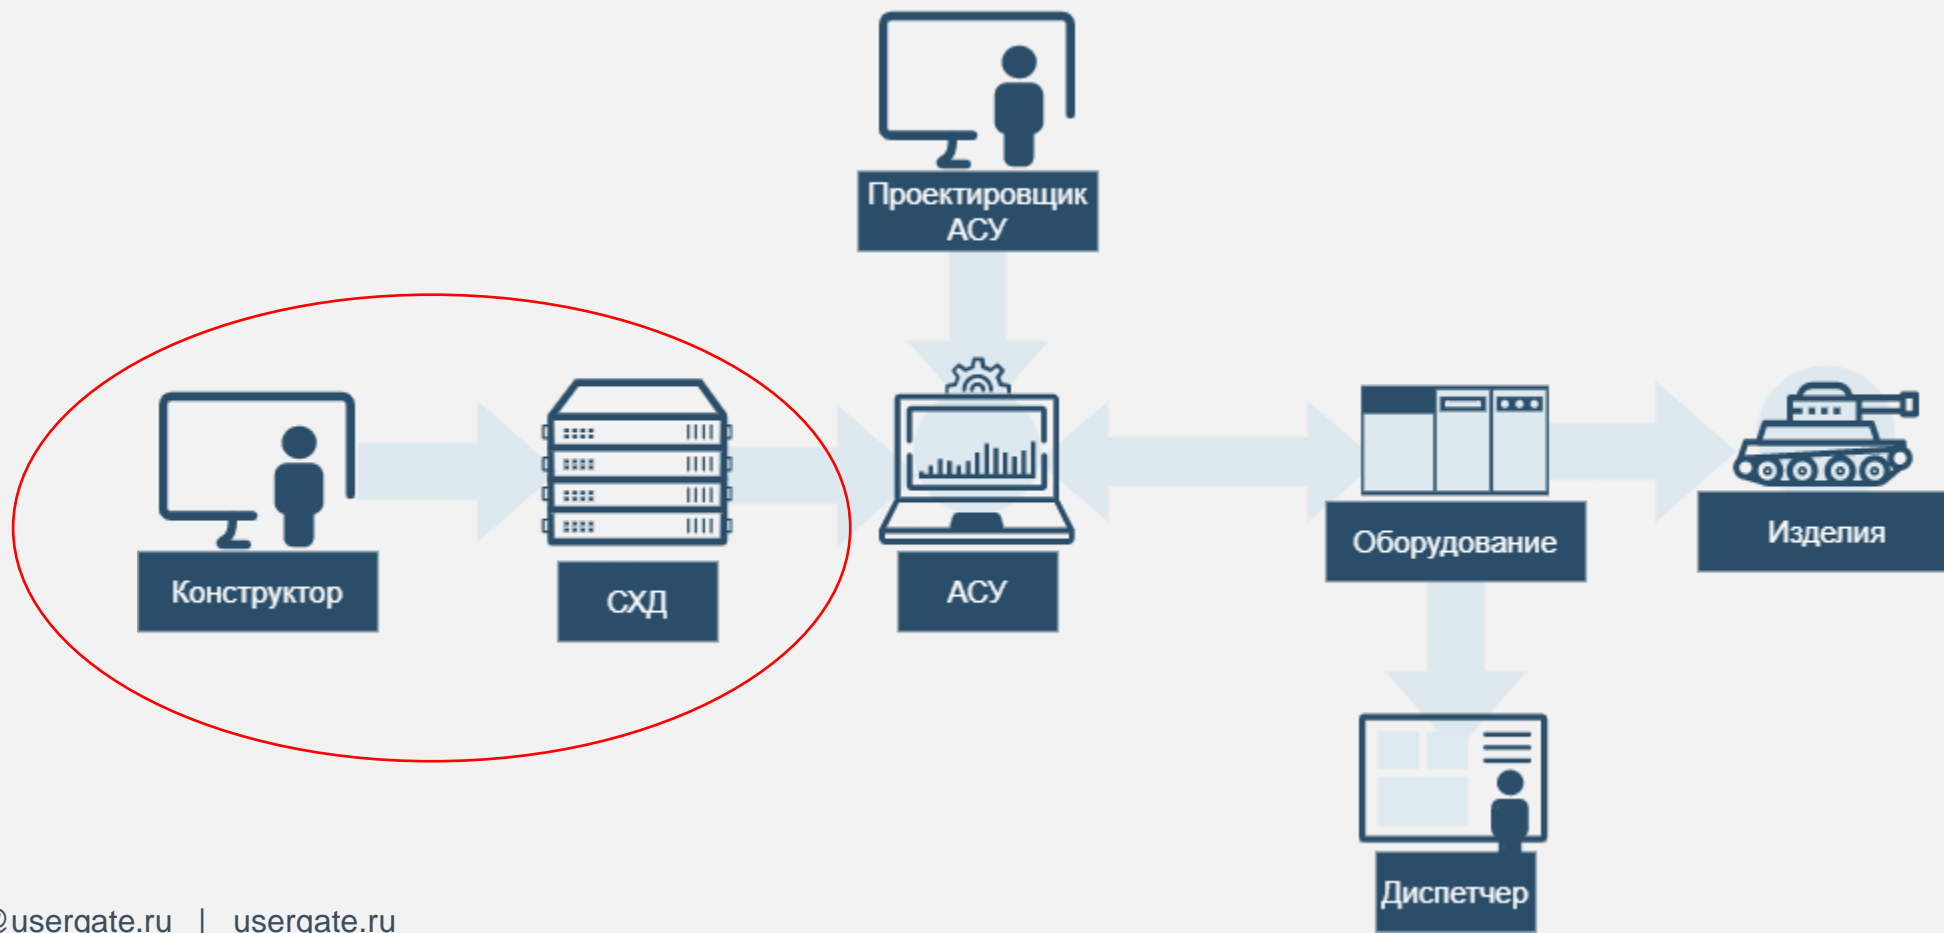 Проектировщик
АСУ
Конструктор
СХД
АСУ
Оборудование
Изделия
Диспетчер
@usergate.ru | usergate.ru